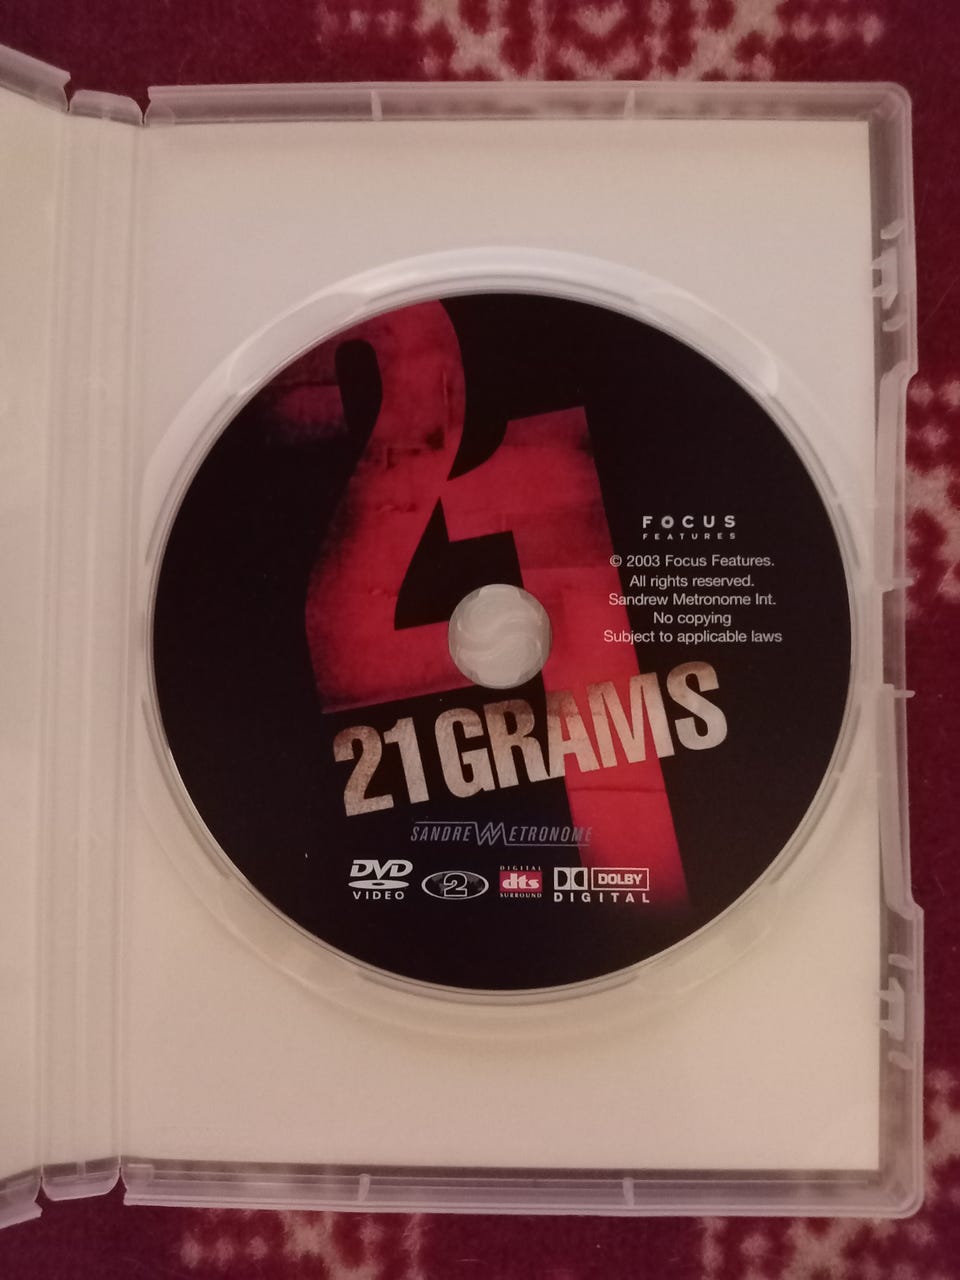 21
FOCUS
FEATURES
© 2003 Focus Features.
All rights reserved.
Sandrew Metronome Int.
No copying
Subject to applicable laws
21 GRAMS
SANDREW METRONOME
DVD
VIDEO
2
DIGITAL
dts
SURROUND
DOLBY
DIGITAL